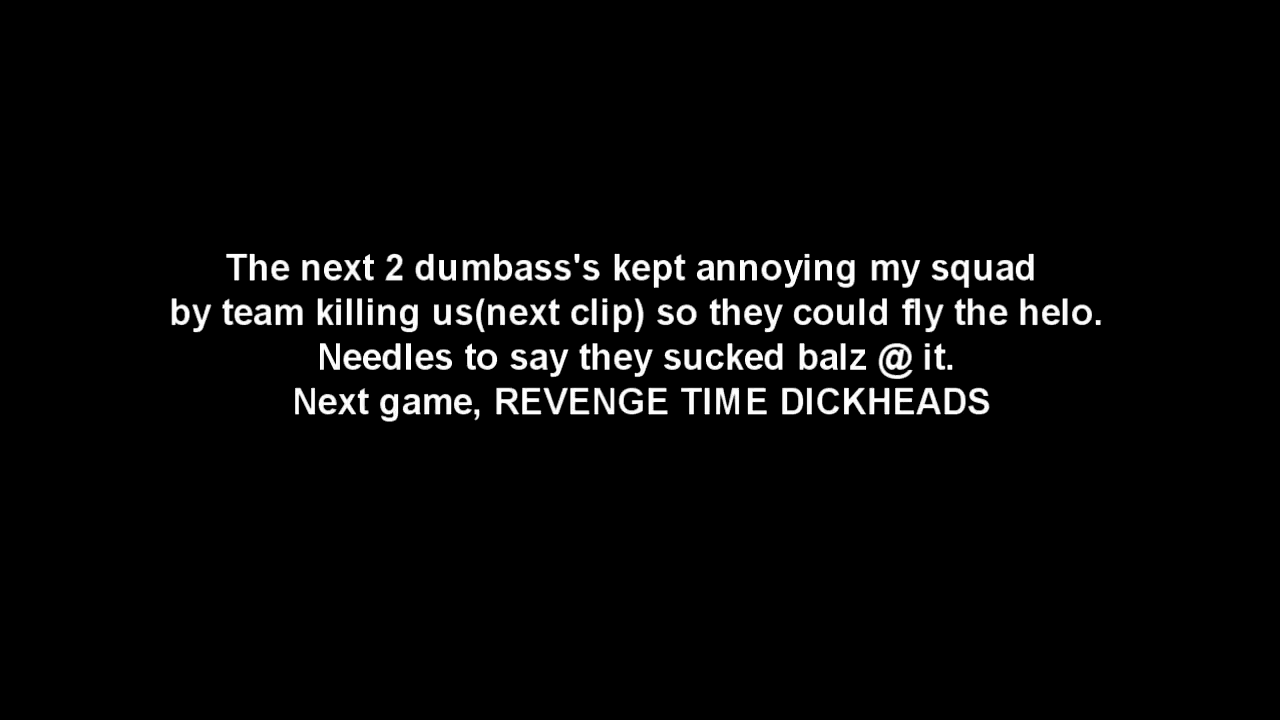 The next 2 dumbass's kept annoying my squad
by team killing us(next clip) so they could fly the helo.
Needles to say they sucked balz @ it.
Next game, REVENGE TIME DICKHEADS